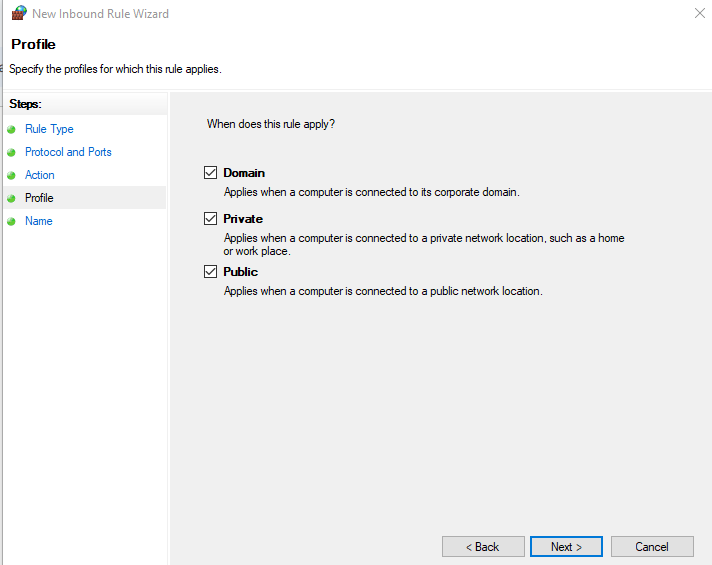 New Inbound Rule Wizard
Profile
Specify the profiles for which this rule applies.
Steps:
Rule Type
Protocol and Ports
Action
Profile
Name
When does this rule apply?
Domain
Applies when a computer is connected to its corporate domain.
Private
Applies when a computer is connected to a private network location, such as a home
or work place.
Public
Applies when a computer is connected to a public network location.
< Back
Next >
Cancel